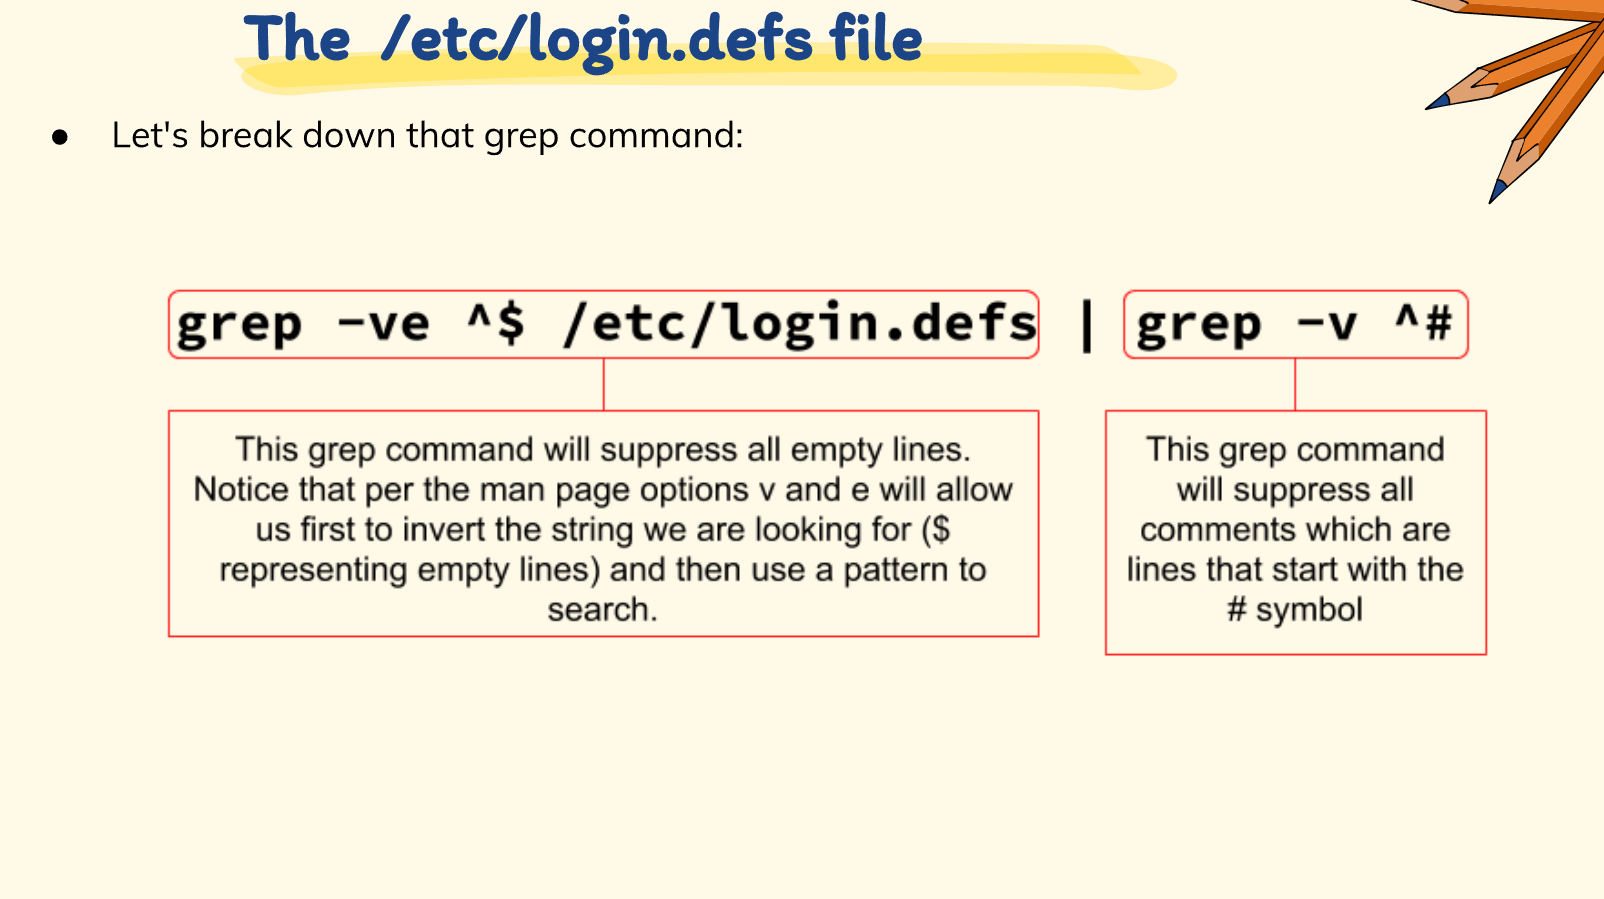 The /etc/login.defs file
● Let's break down that grep command:
grep -ve ^$ /etc/login.defs | grep -v ^#
This grep command will suppress all empty lines.
Notice that per the man page options v and e will allow
us first to invert the string we are looking for ($
representing empty lines) and then use a pattern to
search.
This grep command
will suppress all
comments which are
lines that start with the
# symbol